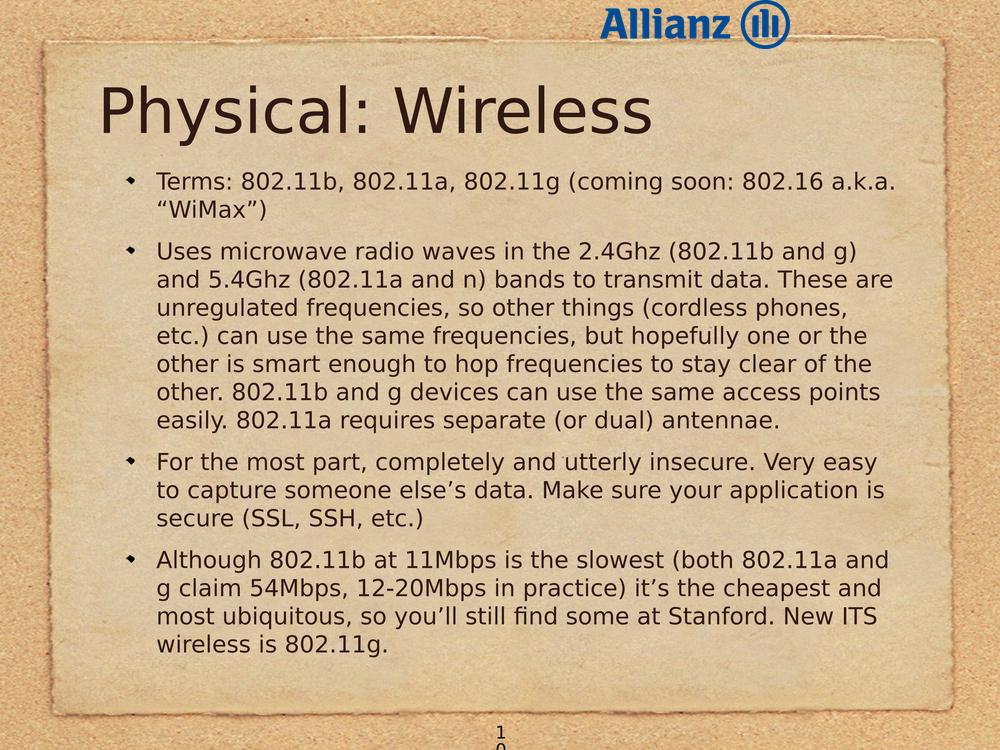 Allianz
Physical: Wireless
Terms: 802.11b, 802.11a, 802.11g (coming soon: 802.16 a.k.a.
“WiMax”)
Uses microwave radio waves in the 2.4Ghz (802.11b and g)
and 5.4Ghz (802.11a and n) bands to transmit data. These are
unregulated frequencies, so other things (cordless phones,
etc.) can use the same frequencies, but hopefully one or the
other is smart enough to hop frequencies to stay clear of the
other. 802.11b and g devices can use the same access points
easily. 802.11a requires separate (or dual) antennae.
For the most part, completely and utterly insecure. Very easy
to capture someone else’s data. Make sure your application is
secure (SSL, SSH, etc.)
Although 802.11b at 11Mbps is the slowest (both 802.11a and
g claim 54Mbps, 12-20Mbps in practice) it’s the cheapest and
most ubiquitous, so you’ll still find some at Stanford. New ITS
wireless is 802.11g.
1
0